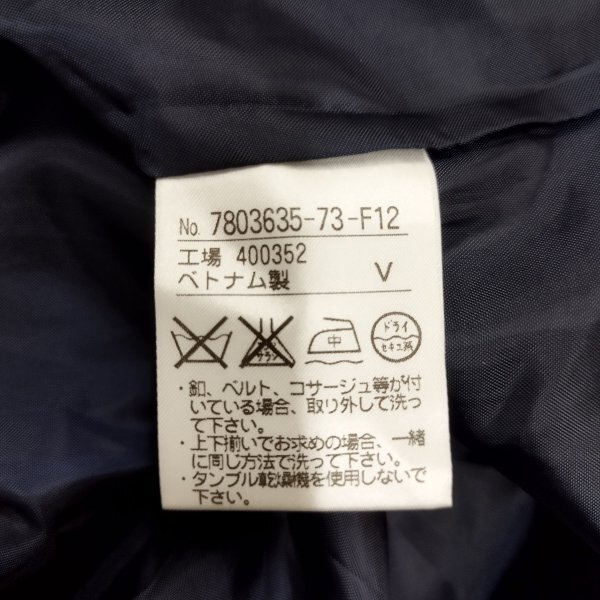 No. 7803635-73-F12
工場 400352
ベトナム製 V
サラシ
中
ドライ
セキユ系
・釦、ベルト、コサージュ等が付
いている場合、取り外して洗っ
て下さい。
・上下揃いでお求めの場合、一緒
に同じ方法で洗って下さい。
・タンブル乾燥機を使用しないで
下さい。